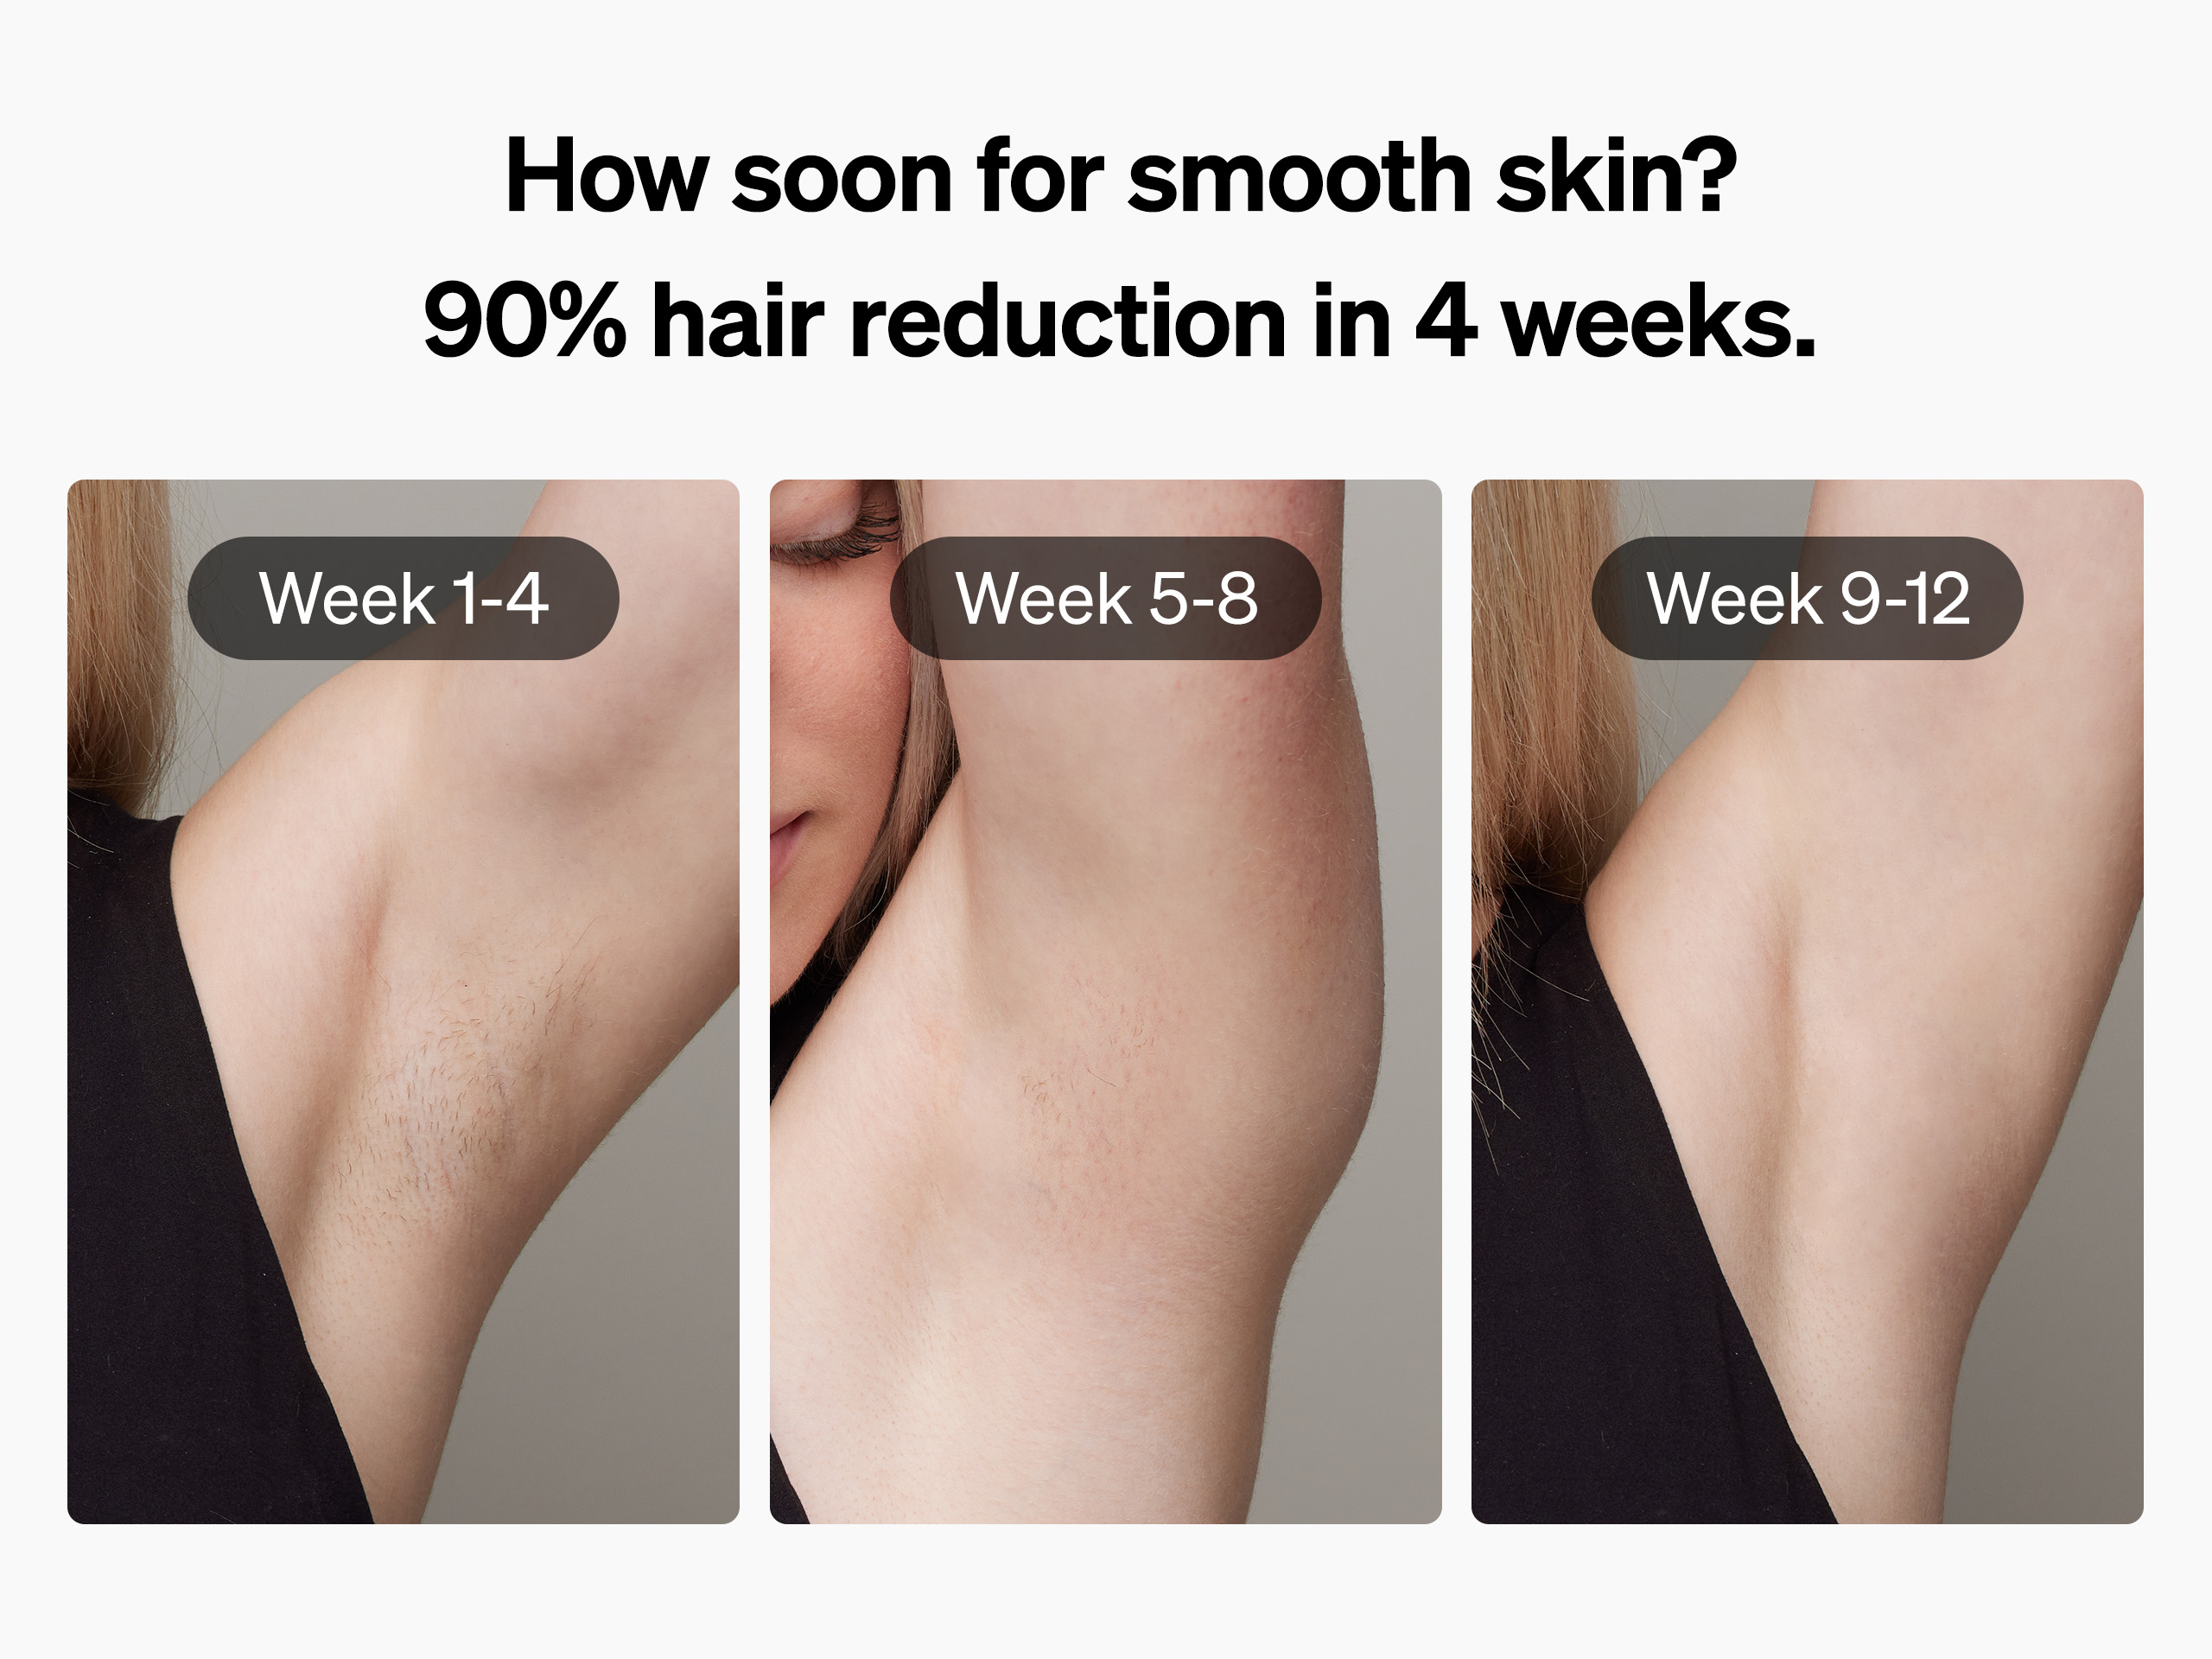 How soon for smooth skin?
90% hair reduction in 4 weeks.
Week 1-4
Week 5-8
Week 9-12